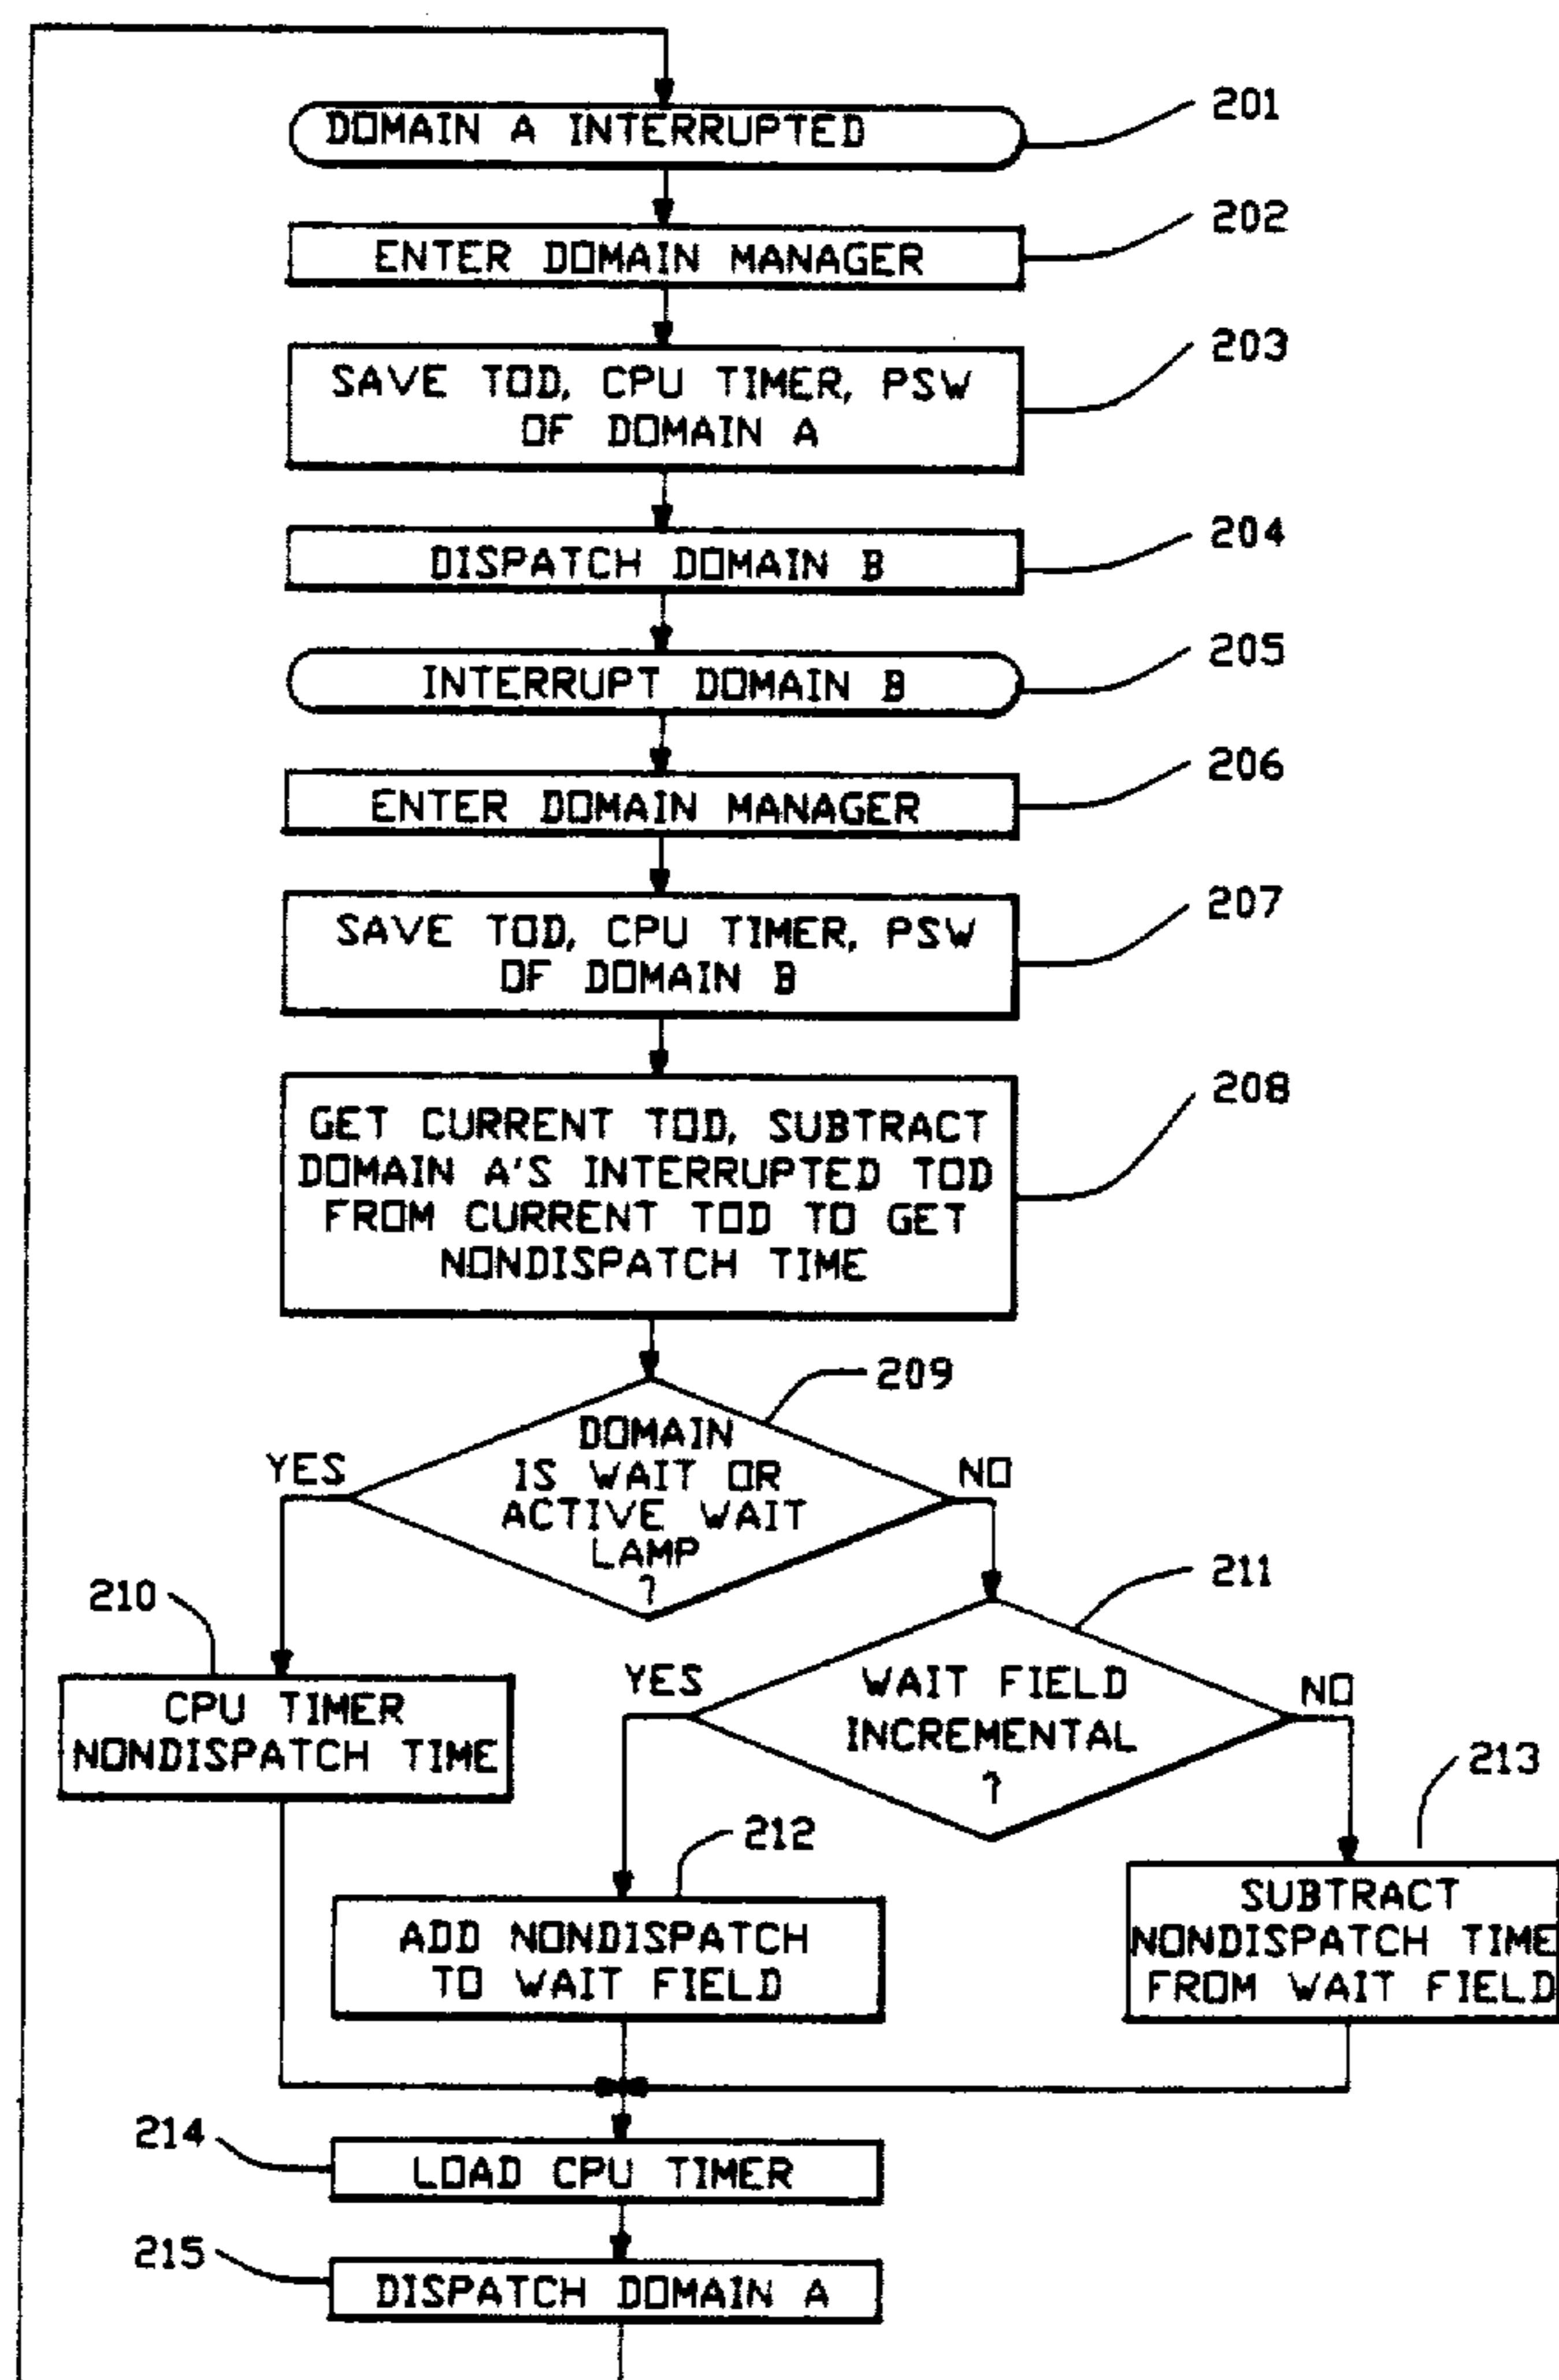 DOMAIN A INTERRUPTED
201
ENTER DOMAIN MANAGER
202
SAVE TOD, CPU TIMER, PSW
OF DOMAIN A
203
DISPATCH DOMAIN B
204
INTERRUPT DOMAIN B
205
ENTER DOMAIN MANAGER
206
SAVE TOD, CPU TIMER, PSW
OF DOMAIN B
207
GET CURRENT TOD, SUBTRACT
DOMAIN A'S INTERRUPTED TOD
FROM CURRENT TOD TO GET
NONDISPATCH TIME
208
209
DOMAIN
IS WAIT OR
ACTIVE WAIT
LAMP
?
YES
NO
210
CPU TIMER
NONDISPATCH TIME
211
WAIT FIELD
INCREMENTAL
?
YES
NO
212
ADD NONDISPATCH
TO WAIT FIELD
213
SUBTRACT
NONDISPATCH TIME
FROM WAIT FIELD
214
LOAD CPU TIMER
215
DISPATCH DOMAIN A